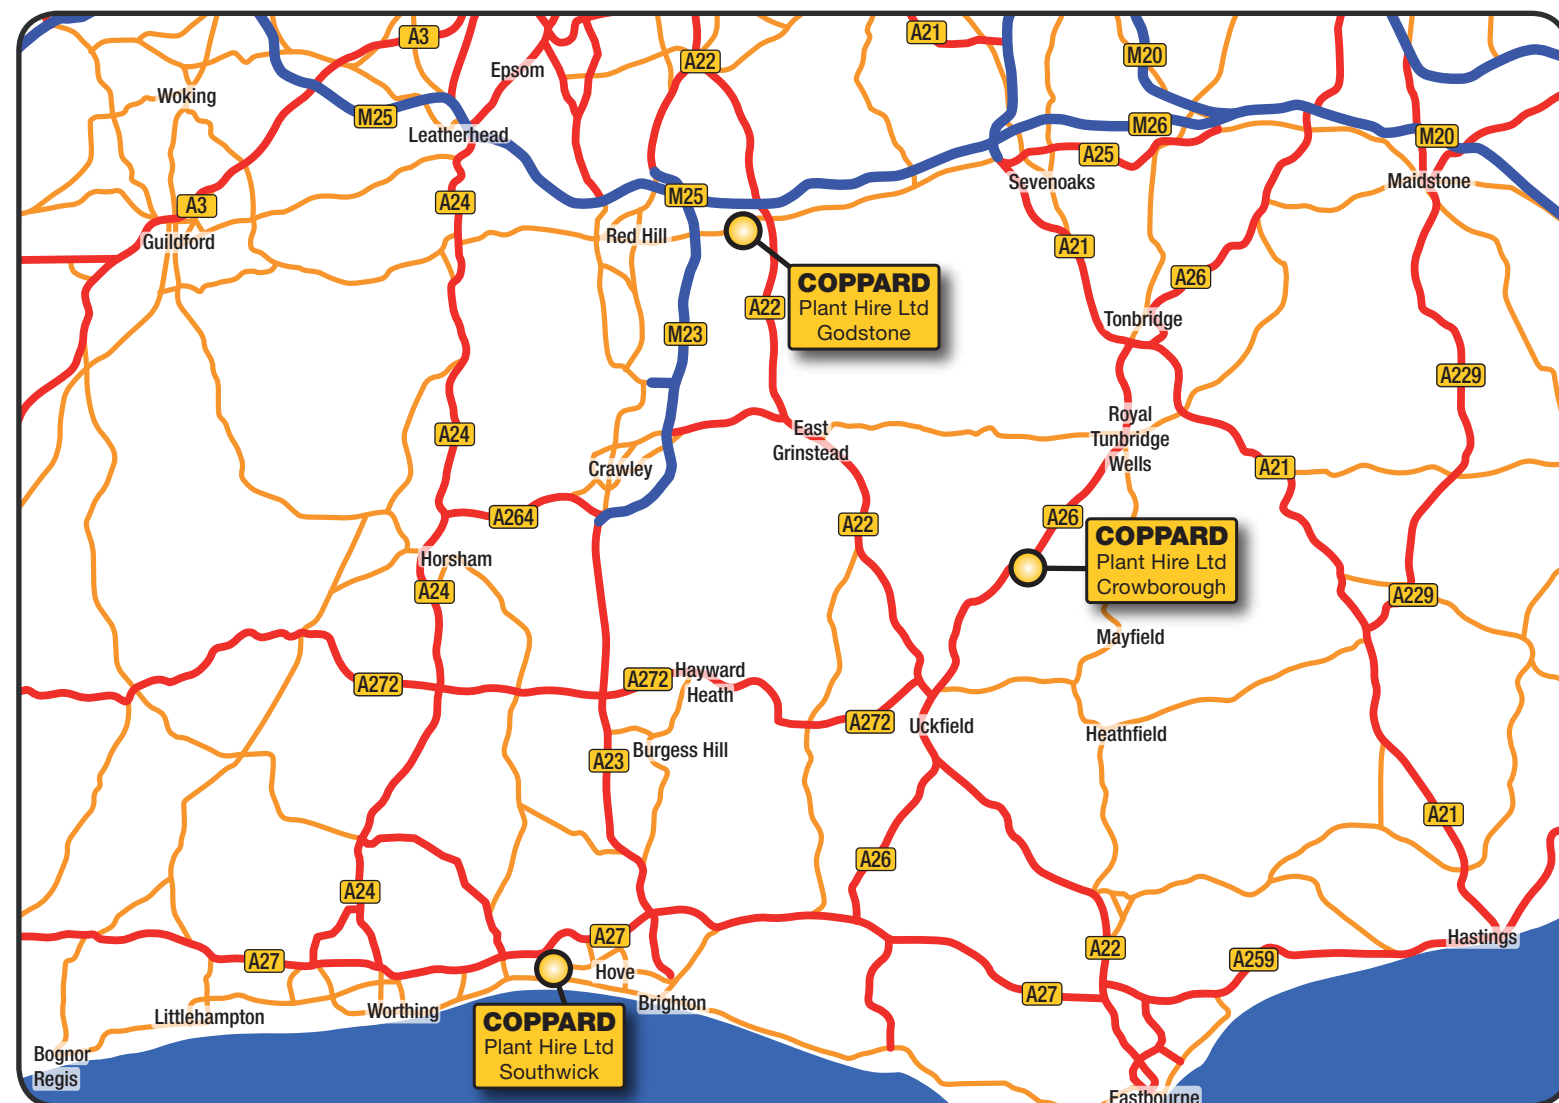 A3
A21
M20
Epsom
A22
Woking
M25
Leatherhead
M26
M20
A25
Sevenoaks
Maidstone
A3
A24
M25
Guildford
Red Hill
A21
A26
COPPARD
Plant Hire Ltd
Godstone
A22
M23
Tonbridge
A229
Royal
Tunbridge
Wells
A24
East
Grinstead
Crawley
A21
A264
A22
A26
COPPARD
Plant Hire Ltd
Crowborough
Horsham
A24
A229
Mayfield
A272
A272
Hayward
Heath
A272
Uckfield
Heathfield
Burgess Hill
A23
A21
A26
A24
A27
A27
Hove
A22
A259
Hastings
A27
Littlehampton
Worthing
Brighton
COPPARD
Plant Hire Ltd
Southwick
Bognor
Regis
Eastbourne